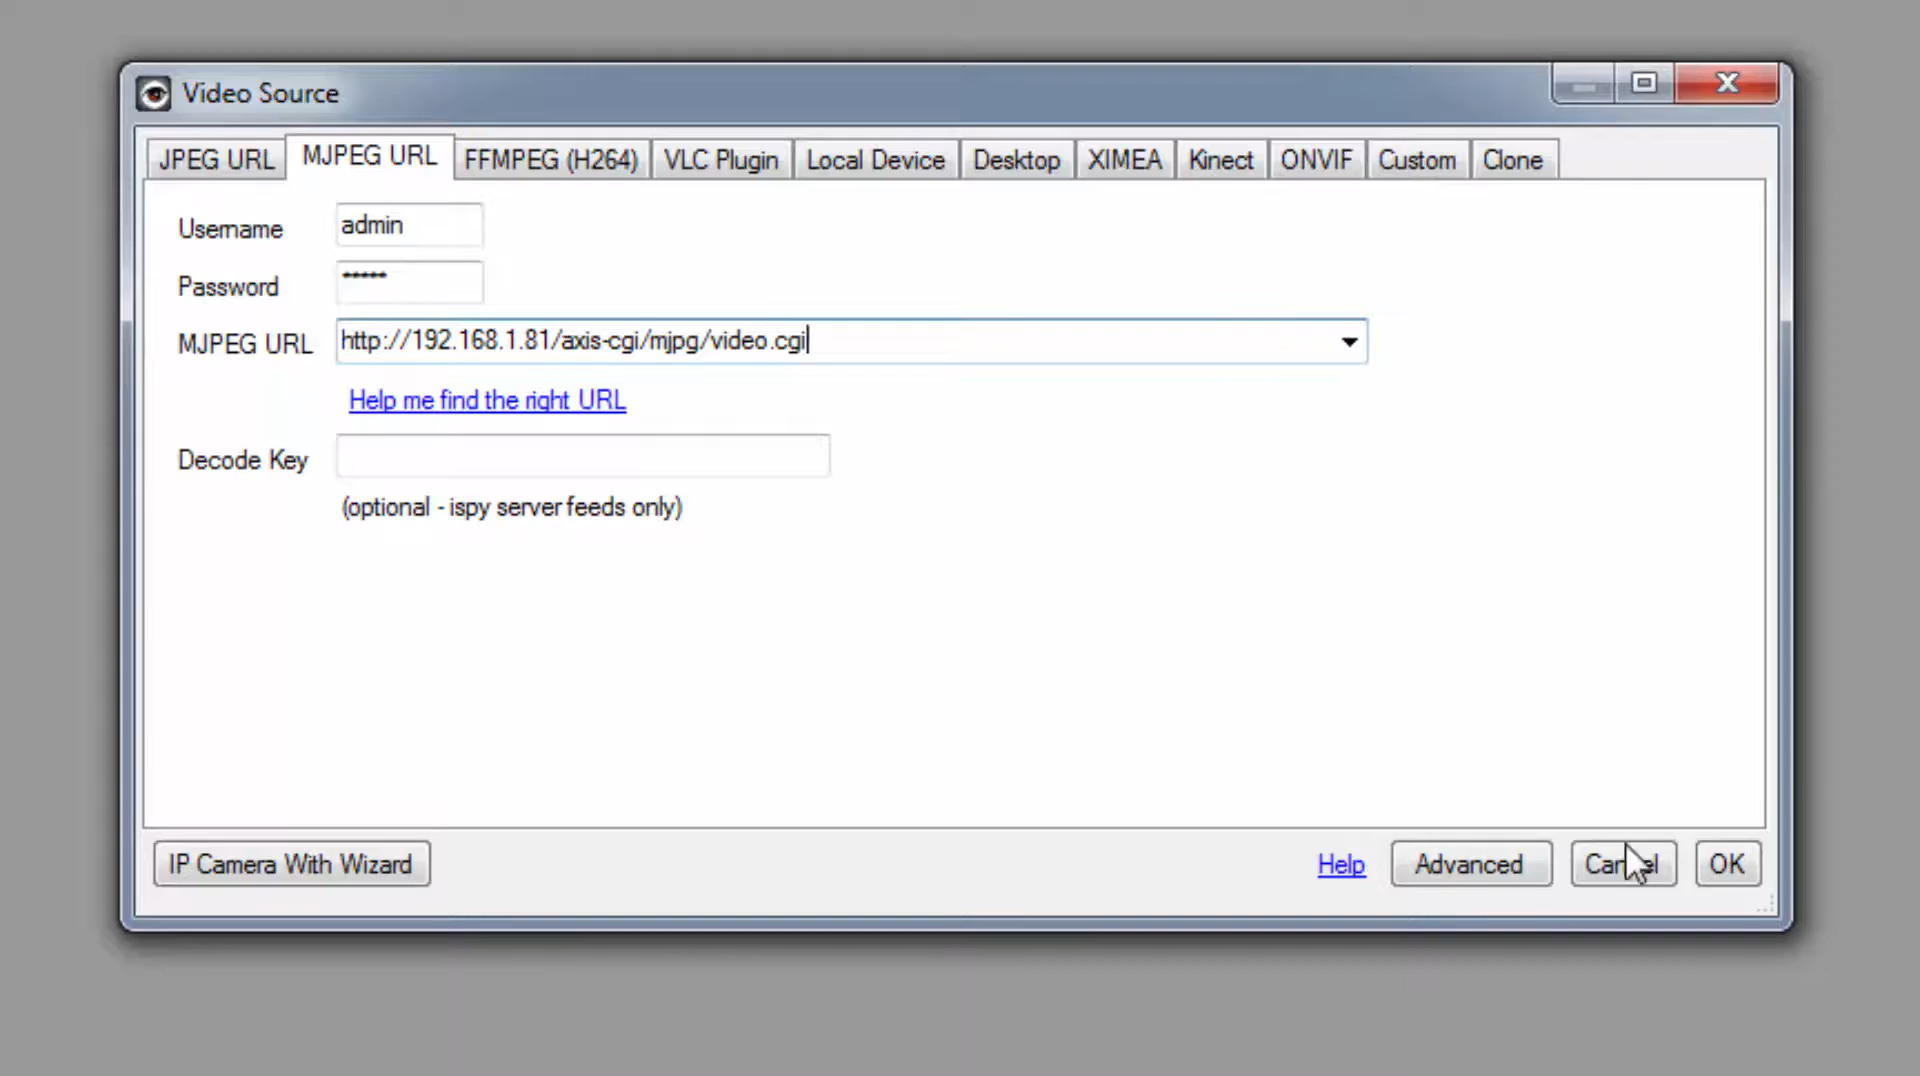 Video Source
JPEG URL MJPEG URL FFMPEG (H264) VLC Plugin Local Device Desktop XIMEA Kinect ONVIF Custom Clone
Username admin
Password *****
MJPEG URL http://192.168.1.81/axis-cgi/mjpg/video.cgi
Help me find the right URL
Decode Key
(optional - ispy server feeds only)
IP Camera With Wizard Help Advanced Cancel OK